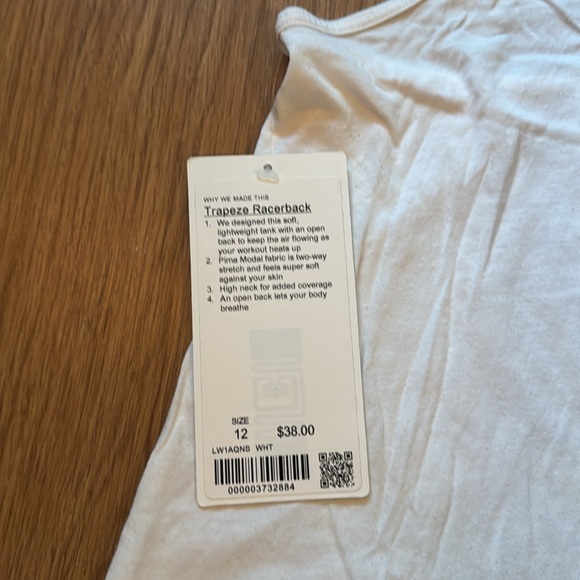 WHY WE MADE THIS
Trapeze Racerback
1. We designed this soft,
lightweight tank with an open
back to keep the air flowing as
your workout heats up
2. Pima Modal fabric is two-way
stretch and feels super soft
against your skin
3. High neck for added coverage
4. An open back lets your body
breathe
SIZE
12 $38.00
LW1AQNS WHT
000003732884